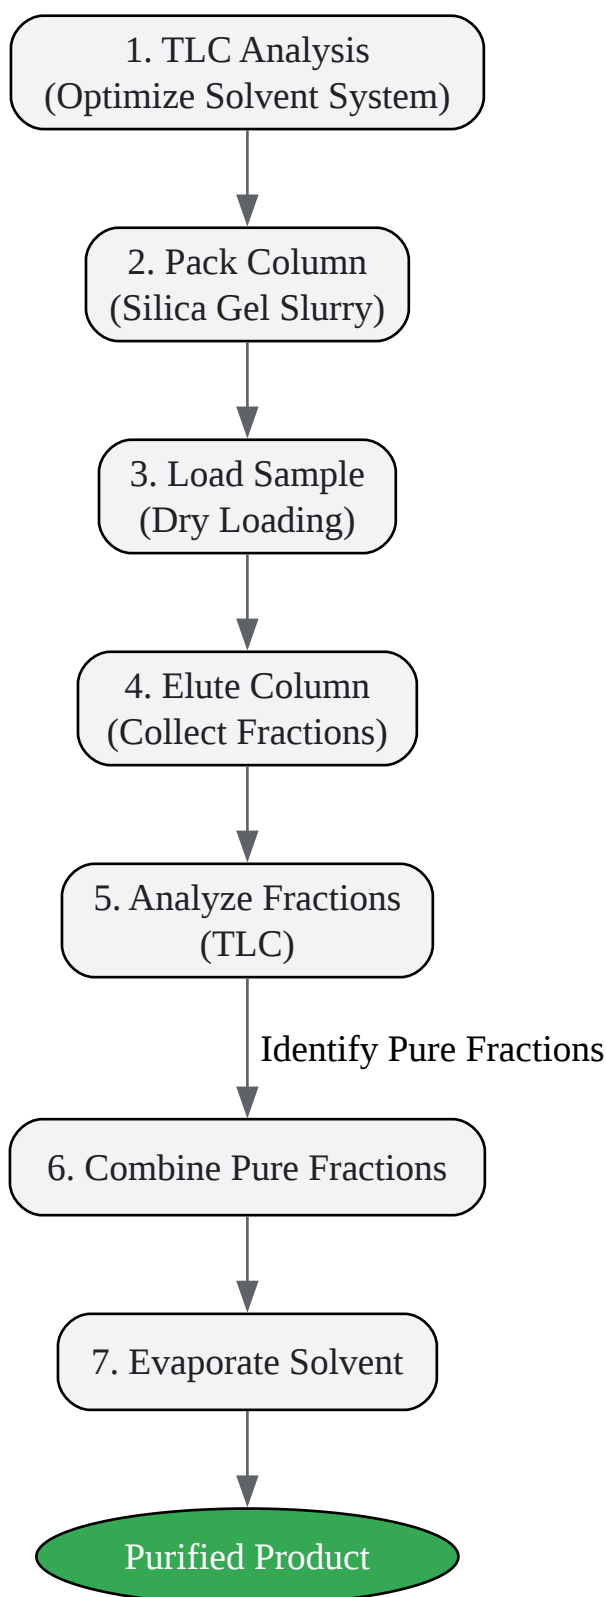 1. TLC Analysis
(Optimize Solvent System)
2. Pack Column
(Silica Gel Slurry)
3. Load Sample
(Dry Loading)
4. Elute Column
(Collect Fractions)
5. Analyze Fractions
(TLC)
Identify Pure Fractions
6. Combine Pure Fractions
7. Evaporate Solvent
Purified Product